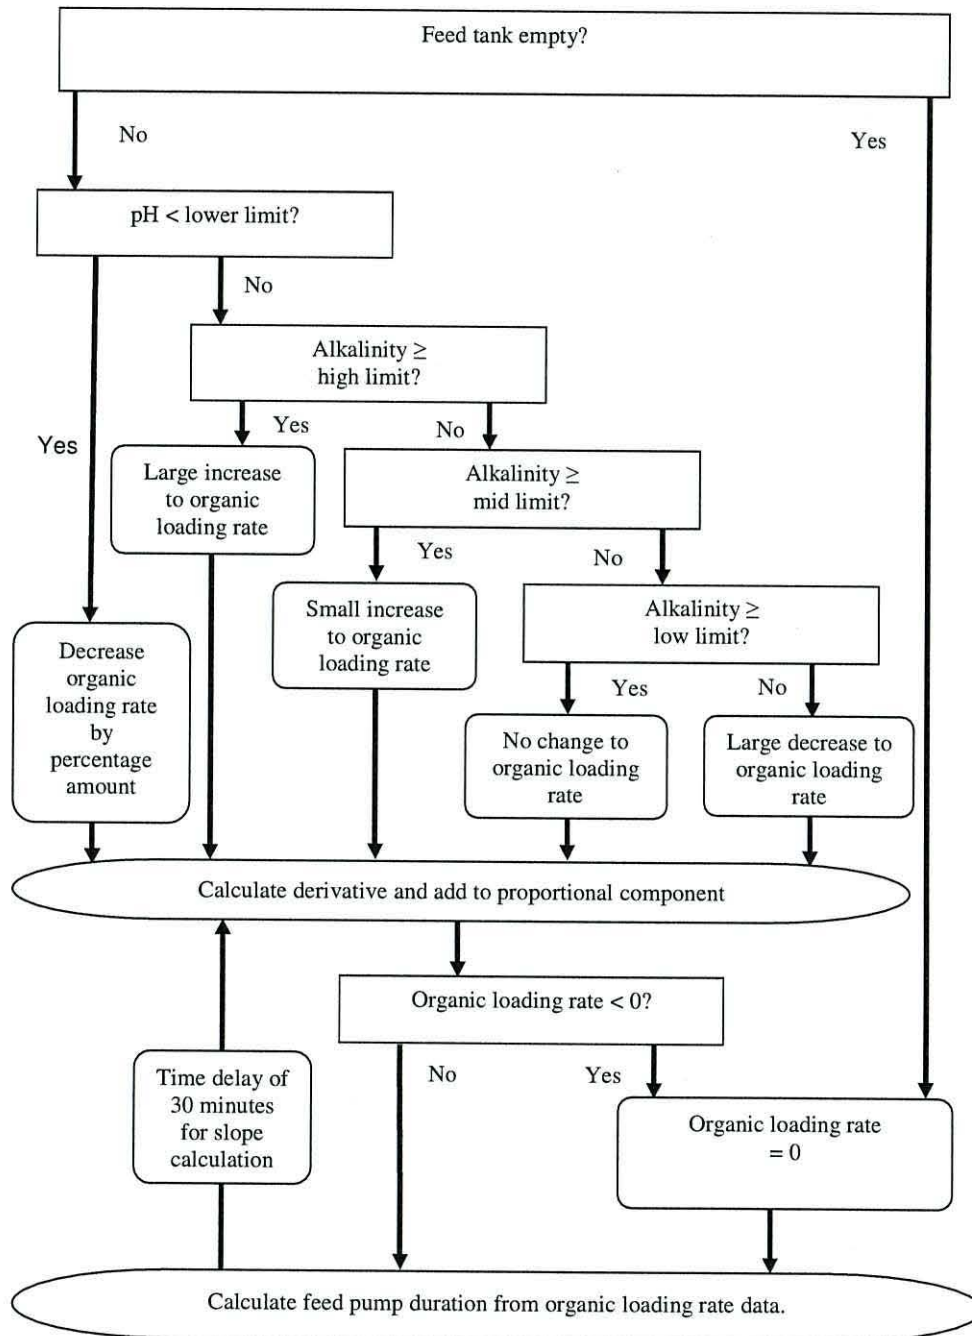 Feed tank empty?
No
Yes
pH < lower limit?
No
Alkalinity ≥
high limit?
Yes
Yes
No
Large increase
to organic
loading rate
Alkalinity ≥
mid limit?
Yes
No
Small increase
to organic
loading rate
Alkalinity ≥
low limit?
Decrease
organic
loading rate
by
percentage
amount
Yes
No
No change to
organic loading
rate
Large decrease to
organic loading
rate
Calculate derivative and add to proportional component
Organic loading rate < 0?
No
Yes
Time delay of
30 minutes
for slope
calculation
Organic loading rate
= 0
Calculate feed pump duration from organic loading rate data.